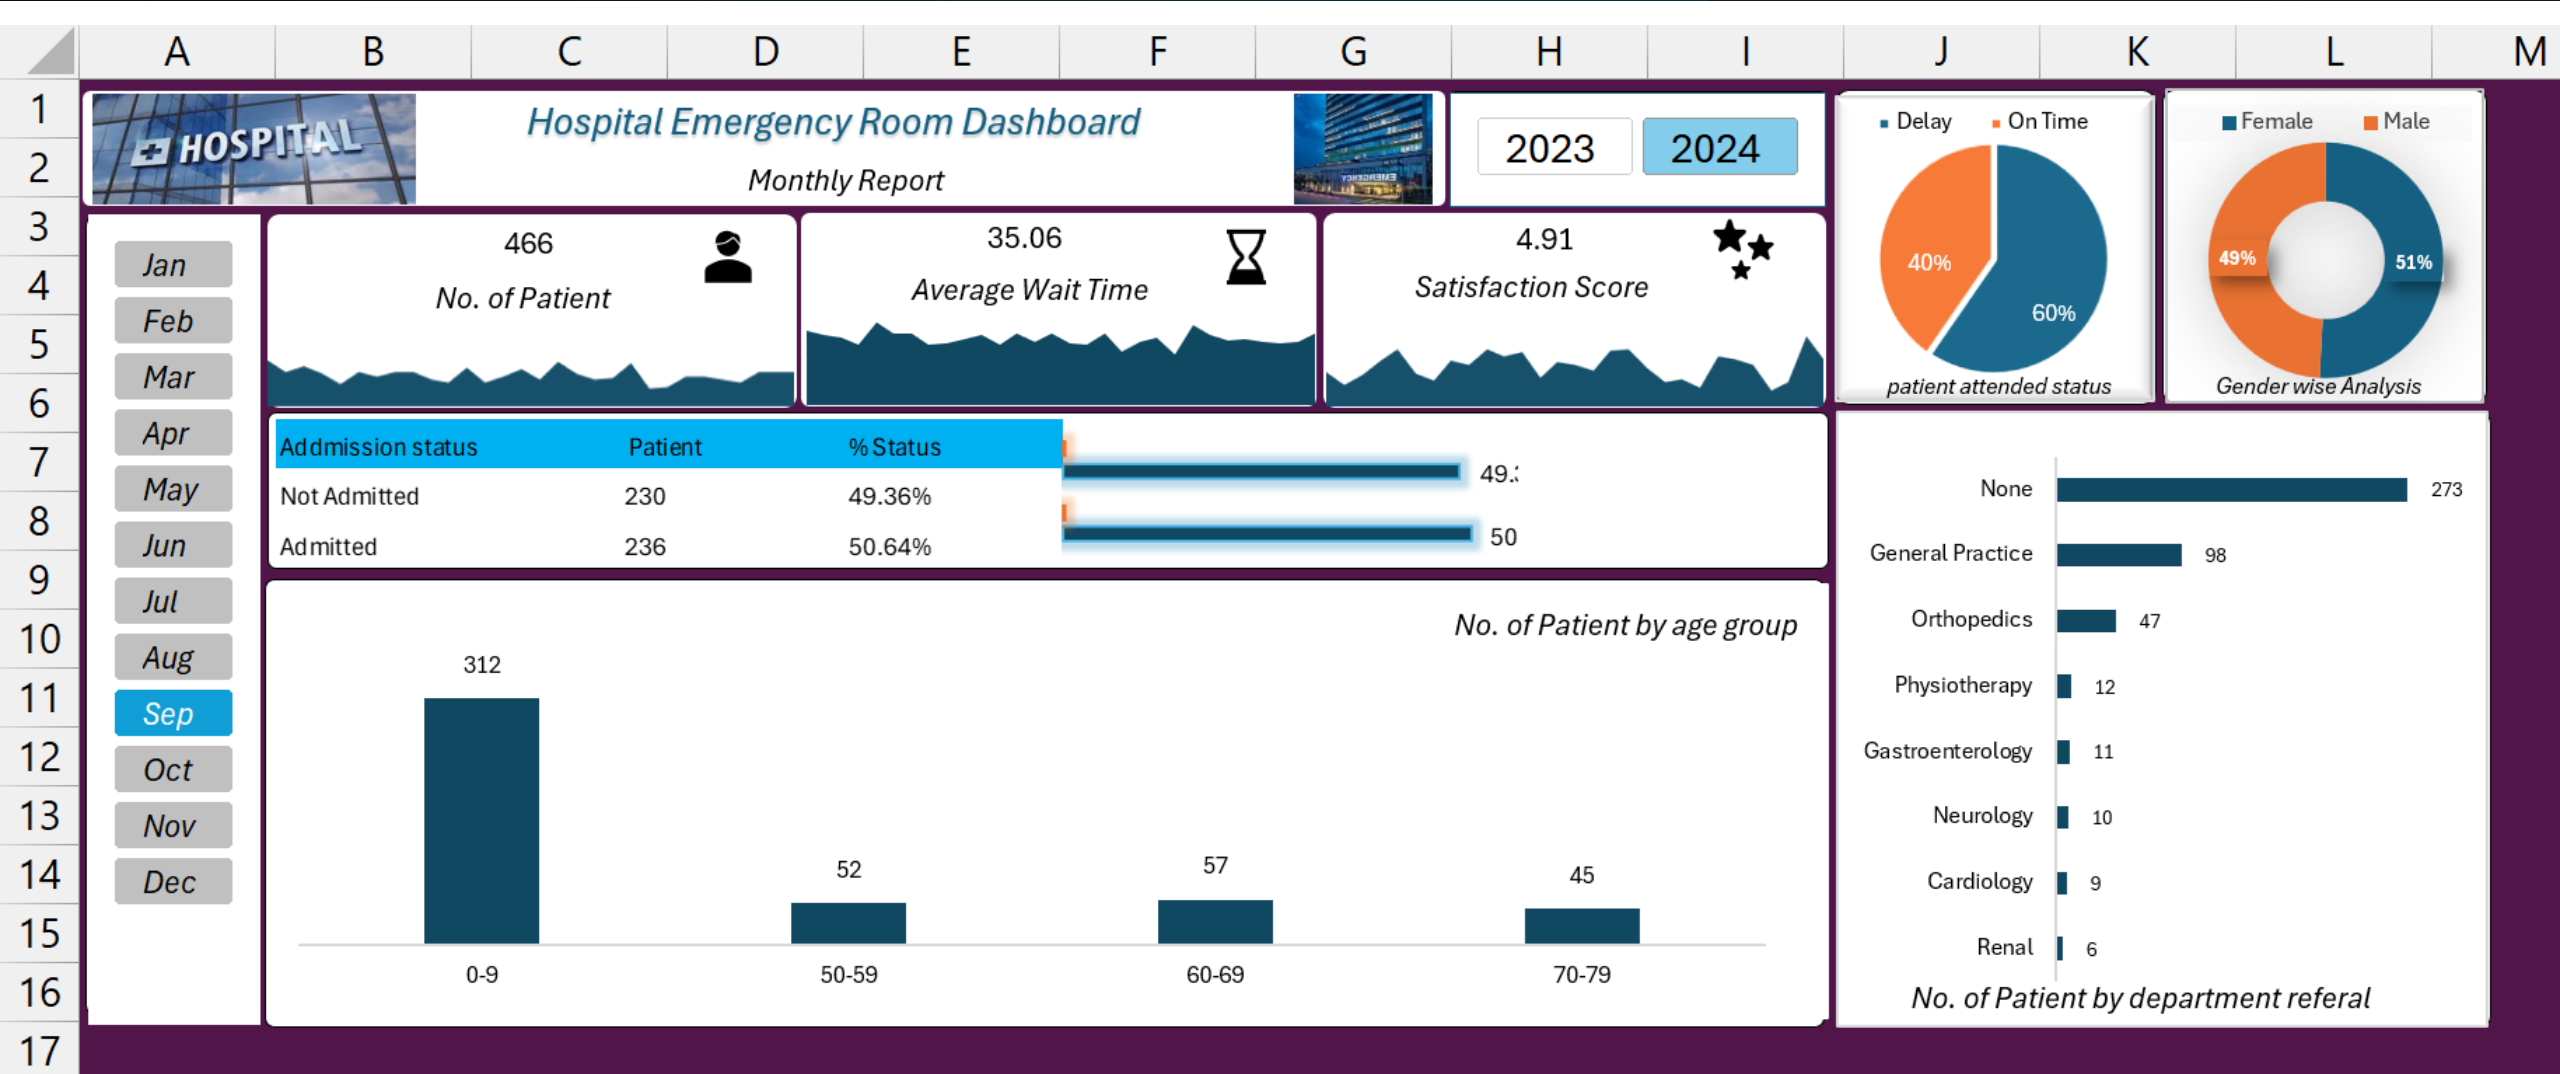 A B C D E F G H I J K L M
1
2
3
4
5
6
7
8
9
10
11
12
13
14
15
16
17
HOSPITAL
Hospital Emergency Room Dashboard
Monthly Report
EMERGENCY
2023 2024
Jan
Feb
Mar
Apr
May
Jun
Jul
Aug
Sep
Oct
Nov
Dec
466
No. of Patient
35.06
Average Wait Time
4.91
Satisfaction Score
Delay On Time
40%
60%
patient attended status
Female Male
49% 51%
Gender wise Analysis
Addmission status Patient % Status
Not Admitted 230 49.36%
Admitted 236 50.64%
49.
50
No. of Patient by age group
312
52
57
45
0-9 50-59 60-69 70-79
None 273
General Practice 98
Orthopedics 47
Physiotherapy 12
Gastroenterology 11
Neurology 10
Cardiology 9
Renal 6
No. of Patient by department referal